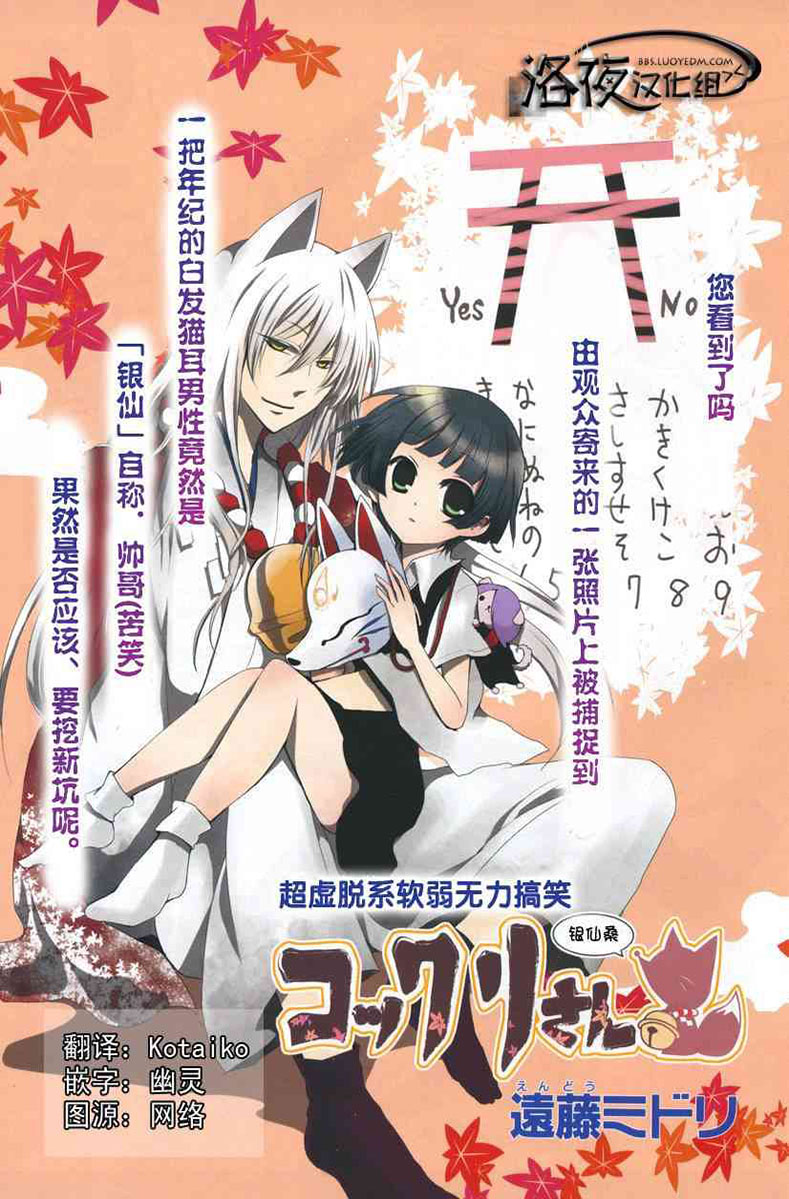 BBS.LUOYEDM.COM
洛夜汉化组
Yes
No
お
9
かきくけこ
8
さしすせそ
7
なにぬねの
5
您看到了吗
由观众寄来的一张照片上被捕捉到
一把年纪的白发猫耳男性竟然是
「银仙」自称．帅哥(苦笑)
果然是否应该、要挖新坑呢。
超虚脱系软弱无力搞笑
银仙桑
コックリさん
えんどう
遠藤ミドリ
翻译：Kotaiko
嵌字：幽灵
图源：网络